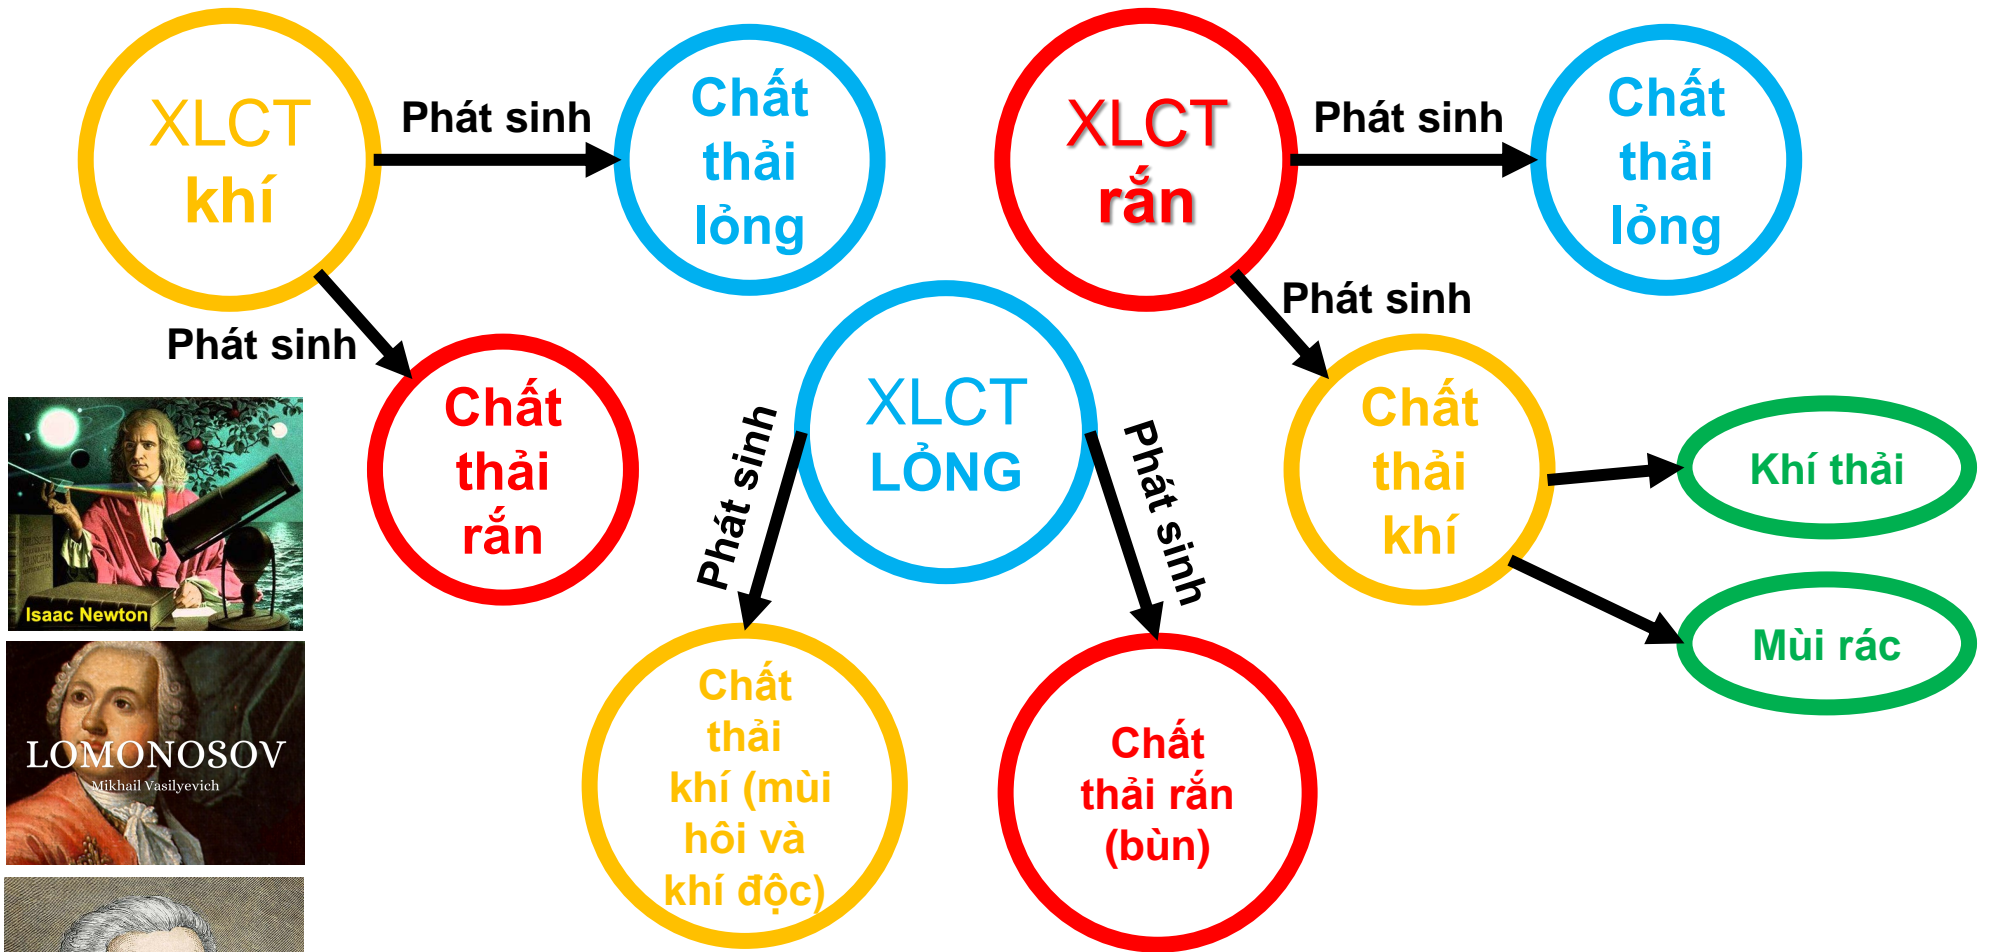 XLCT
khí
Phát sinh
Chất
thải
lỏng
Phát sinh
Chất
thải
rắn
XLCT
rắn
Phát sinh
Chất
thải
lỏng
Phát sinh
Chất
thải
khí
Khí thải
Mùi rác
XLCT
LỎNG
Phát sinh
Chất
thải
khí (mùi
hôi và
khí độc)
Phát sinh
Chất
thải rắn
(bùn)
Isaac Newton
LOMONOSOV
Mikhail Vasilyevich